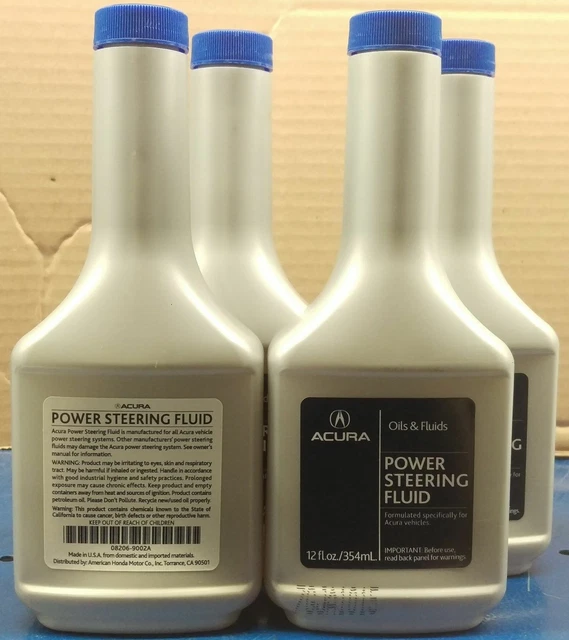 ACURA
POWER STEERING FLUID
Acura Power Steering Fluid is manufactured for all Acura vehicle
power steering systems. Other manufacturers' power steering
fluids may damage the Acura power steering system. See owner's
manual for information.
WARNING: Product may be irritating to eyes, skin and respiratory
tract. May be harmful if inhaled or ingested. Handle in accordance
with good industrial hygiene and safety practices. Prolonged
exposure may cause chronic effects. Keep product and empty
containers away from heat and sources of ignition. Product contains
petroleum oil. Please Don't Pollute. Recycle new/used oil properly.
Warning: This product contains chemicals known to the State of
California to cause cancer, birth defects or other reproductive harm.
KEEP OUT OF REACH OF CHILDREN
08206-9002A
Made in U.S.A. from domestic and imported materials.
Distributed by: American Honda Motor Co., Inc. Torrance, CA 90501
ACURA
Oils & Fluids
POWER
STEERING
FLUID
Formulated specifically for
Acura vehicles
12 fl.oz./354mL
IMPORTANT: Before use,
read back panel for warnings.
7GJA1015
G